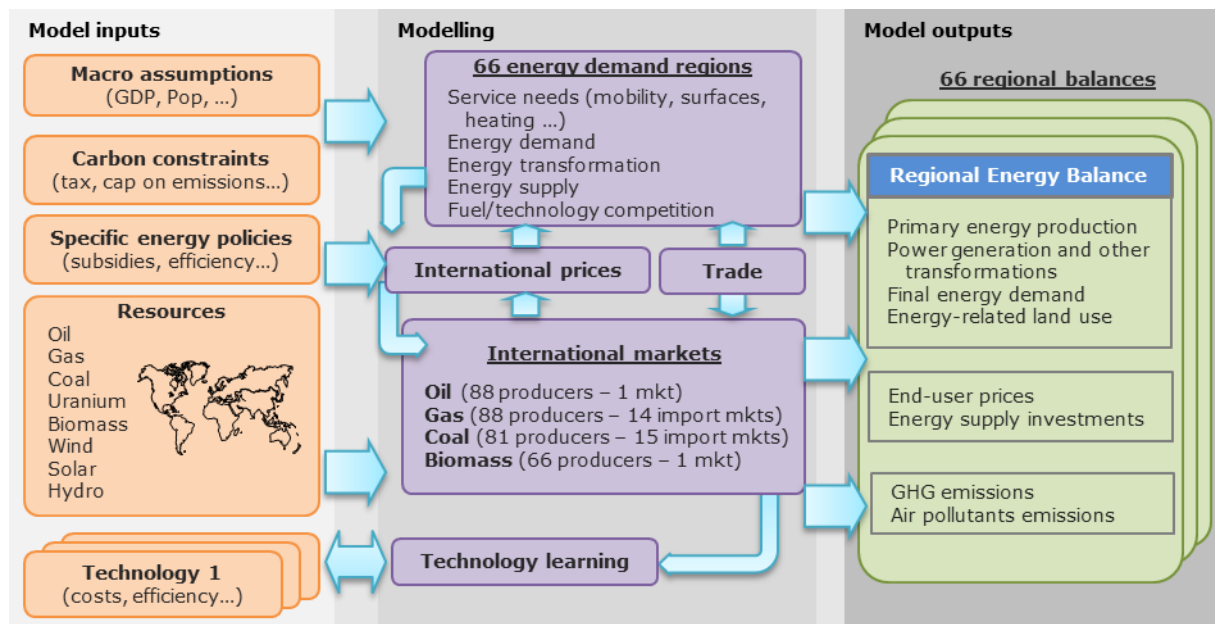 Model inputs
Macro assumptions
(GDP, Pop, ...)
Carbon constraints
(tax, cap on emissions...)
Specific energy policies
(subsidies, efficiency...)
Resources
Oil
Gas
Coal
Uranium
Biomass
Wind
Solar
Hydro
Technology 1
(costs, efficiency...)
Modelling
66 energy demand regions
Service needs (mobility, surfaces,
heating ...)
Energy demand
Energy transformation
Energy supply
Fuel/technology competition
International prices
Trade
International markets
Oil (88 producers – 1 mkt)
Gas (88 producers – 14 import mkts)
Coal (81 producers – 15 import mkts)
Biomass (66 producers – 1 mkt)
Technology learning
Model outputs
66 regional balances
Regional Energy Balance
Primary energy production
Power generation and other
transformations
Final energy demand
Energy-related land use
End-user prices
Energy supply investments
GHG emissions
Air pollutants emissions